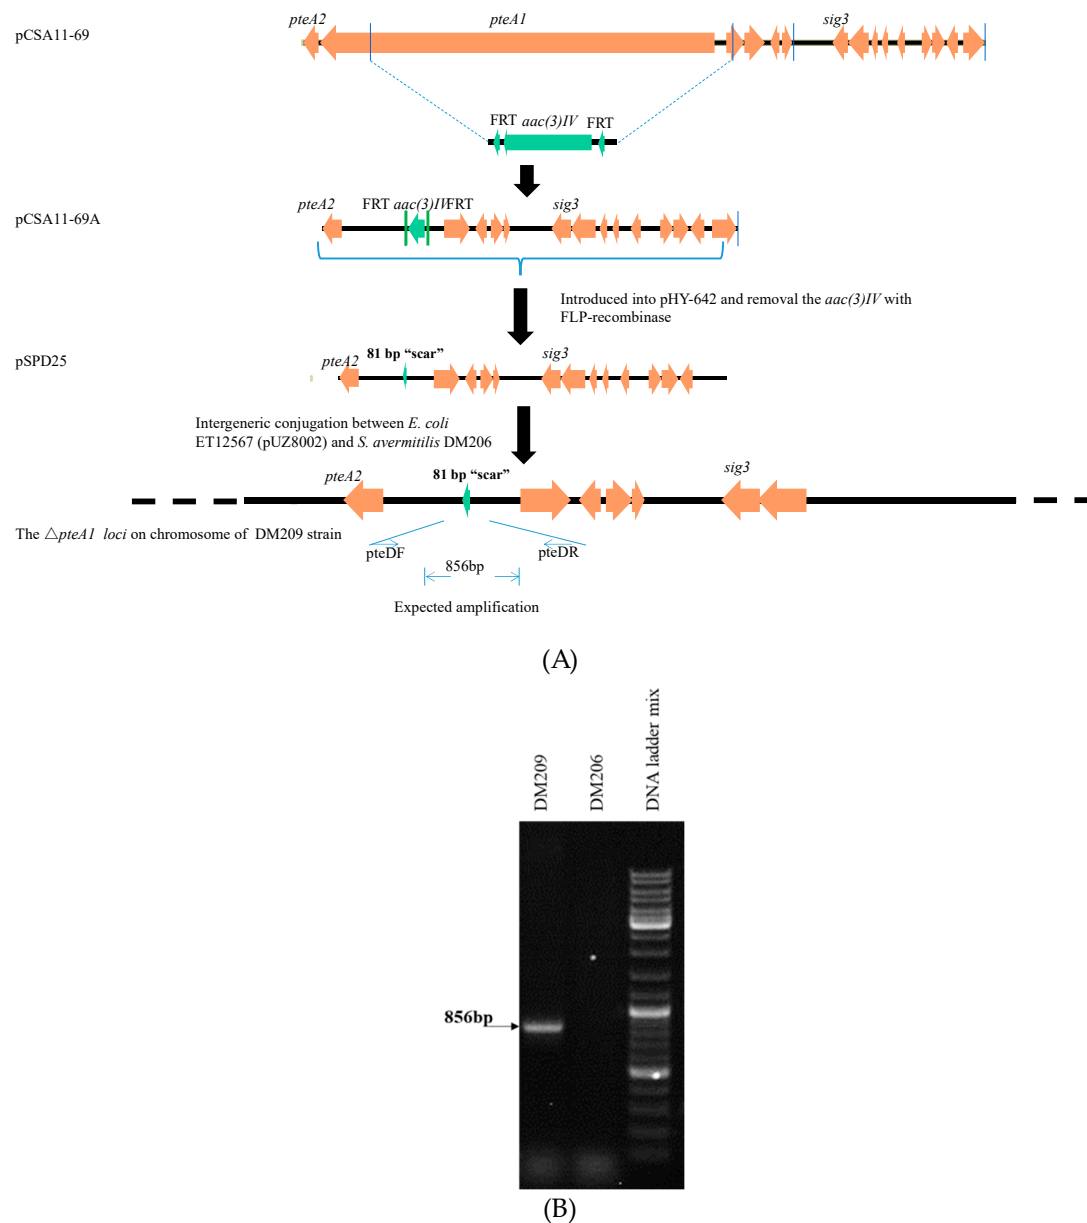 pteA2 pteA1 sig3
pCSA11-69
FRT aac(3)IV FRT
pteA2 FRT aac(3)IVFRT sig3
pCSA11-69A
Introduced into pHY-642 and removal the aac(3)IV with
FLP-recombinase
pSPD25
pteA2 81 bp “scar” sig3
Intergeneric conjugation between E. coli
ET12567 (pUZ8002) and S. avermitilis DM206
pteA2 81 bp “scar” sig3
The △pteA1 loci on chromosome of DM209 strain
pteDF pteDR
856bp
Expected amplification
(A)
DM209
DM206
DNA ladder mix
856bp
(B)